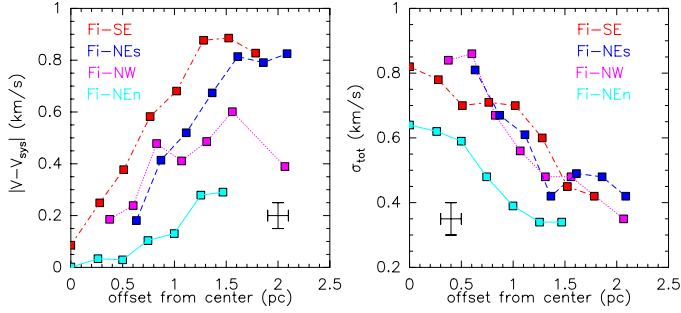 1
0.8
0.6
0.4
0.2
0
|V−Vsys| (km/s)
Fi−SE
Fi−NEs
Fi−NW
Fi−NEn
0 0.5 1 1.5 2 2.5
offset from center (pc)
1
0.8
0.6
0.4
0.2
σtot (km/s)
Fi−SE
Fi−NEs
Fi−NW
Fi−NEn
0 0.5 1 1.5 2 2.5
offset from center (pc)